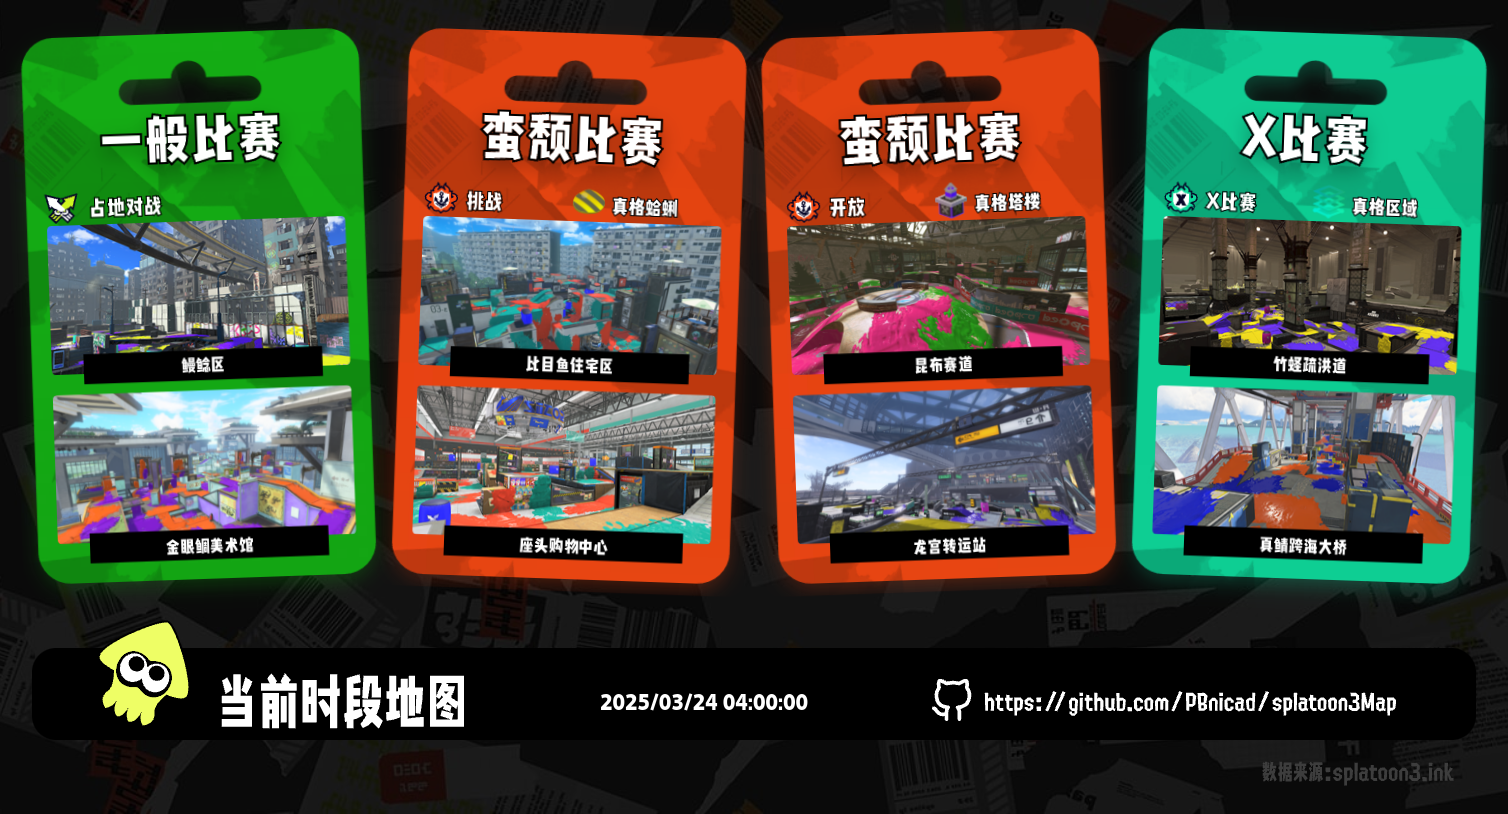 一般比赛
占地对战
鳗鲶区
金眼鲷美术馆
蛮颓比赛
挑战
真格蛤蜊
比目鱼住宅区
座头购物中心
蛮颓比赛
开放
真格塔楼
昆布赛道
龙宫转运站
X比赛
X比赛
真格区域
竹蛏疏洪道
真鲭跨海大桥
当前时段地图
2025/03/24 04:00:00
https://github.com/PBnicad/splatoon3Map
数据来源:splatoon3.ink